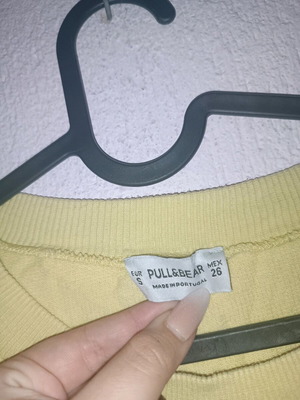 EUR S PULL&BEAR MEX 26
MADE IN PORTUGAL